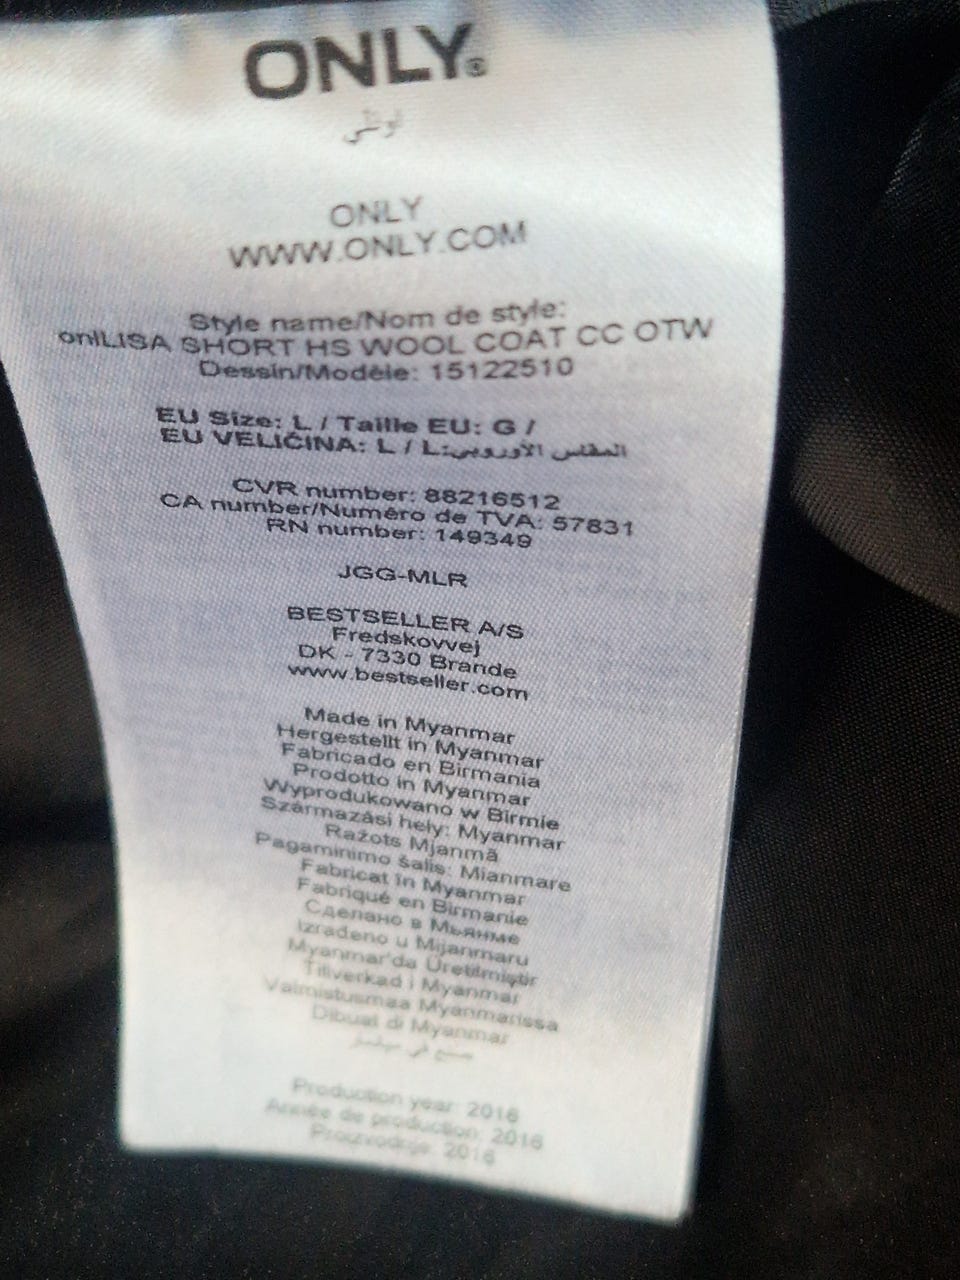 ONLY®
أونلي
ONLY
WWW.ONLY.COM
Style name/Nom de style:
onlLISA SHORT HS WOOL COAT CC OTW
Dessin/Modèle: 15122510
EU Size: L / Taille EU: G /
EU VELIČINA: L / L:المقاس الأوروبي
CVR number: 88216512
CA number/Numéro de TVA: 57831
RN number: 149349
JGG-MLR
BESTSELLER A/S
Fredskovvej
DK - 7330 Brande
www.bestseller.com
Made in Myanmar
Hergestellt in Myanmar
Fabricado en Birmania
Prodotto in Myanmar
Wyprodukowano w Birmie
Származási hely: Myanmar
Ražots Mjanmā
Pagaminimo šalis: Mianmare
Fabricat în Myanmar
Fabriqué en Birmanie
Сделано в Мьянме
Izrađeno u Mijanmaru
Myanmar'da Üretilmiştir
Tillverkad i Myanmar
Valmistusmaa Myanmarissa
Dibuat di Myanmar
صنع في ميانمار
Production year: 2016
Année de production: 2016
Proizvodnje: 2016